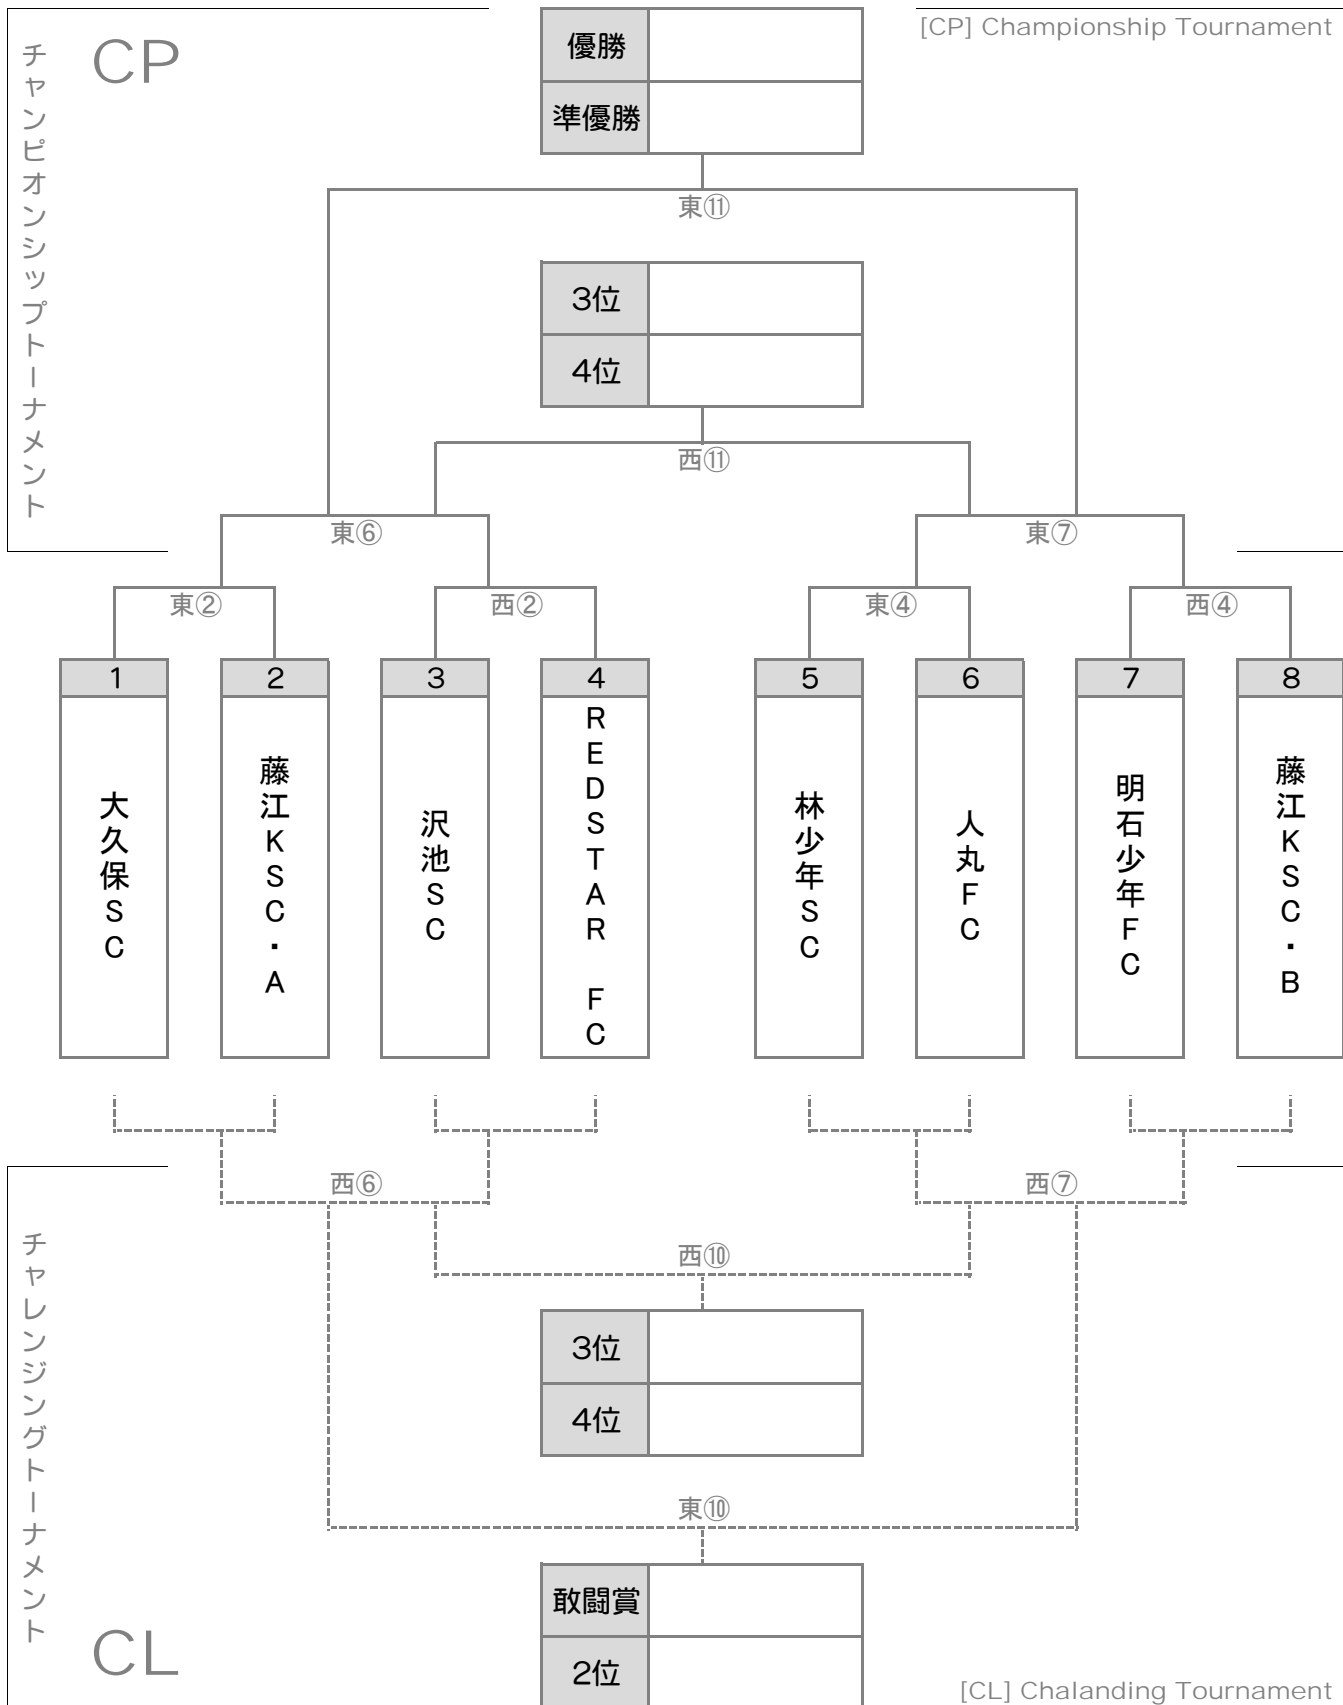 [CP] Championship Tournament
CP
チャンピオンシップトーナメント
優勝
準優勝
東⑪
3位
4位
西⑪
東⑥
東⑦
東②
西②
東④
西④
1
2
3
4
5
6
7
8
大久保SC
藤江KSC・A
沢池SC
REDSTAR FC
林少年SC
人丸FC
明石少年FC
藤江KSC・B
西⑥
西⑦
チャレンジングトーナメント
西⑩
3位
4位
東⑩
敢闘賞
2位
CL
[CL] Chalanding Tournament